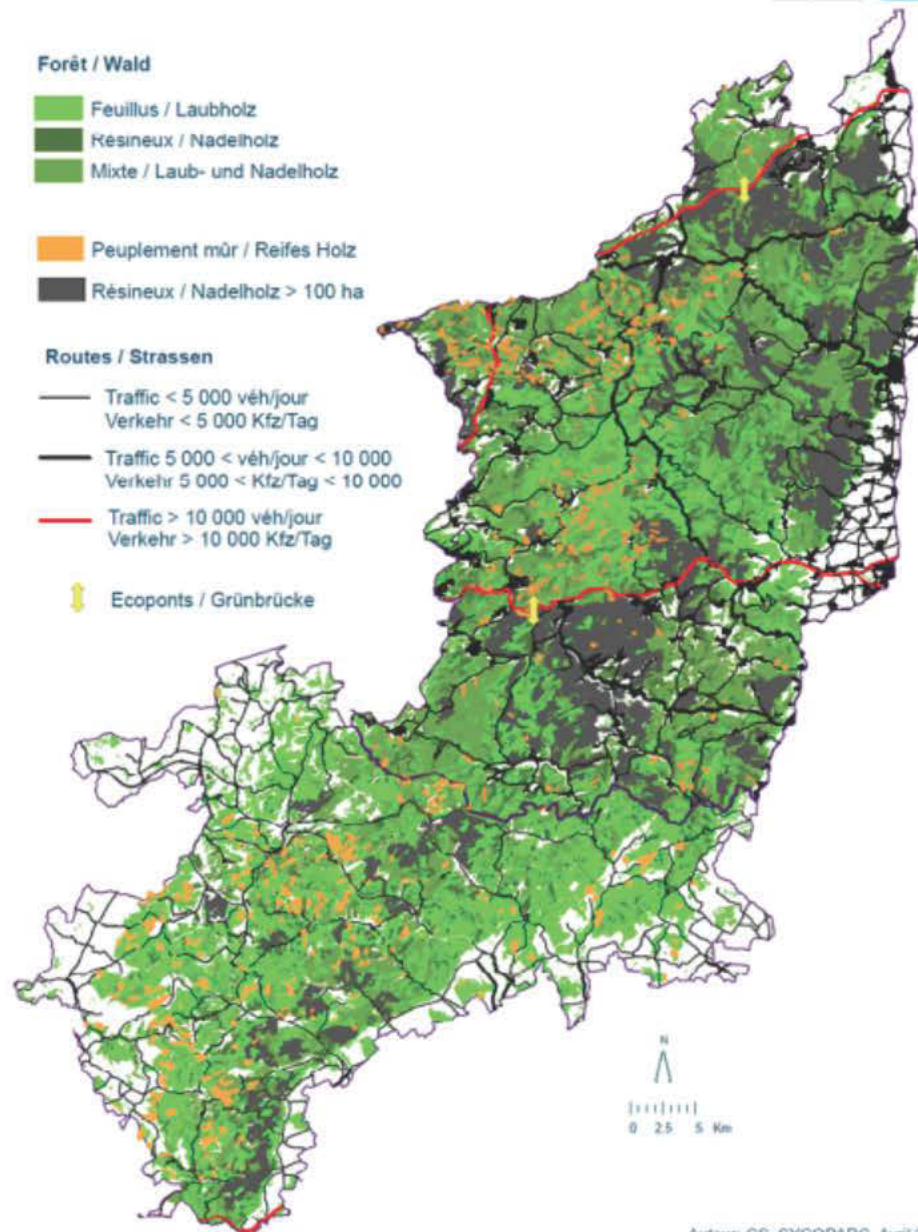 Forêt / Wald
Feuillus / Laubholz
Résineux / Nadelholz
Mixte / Laub- und Nadelholz
Peuplement mûr / Reifes Holz
Résineux / Nadelholz > 100 ha
Routes / Strassen
Traffic < 5 000 véh/jour
Verkehr < 5 000 Kfz/Tag
Traffic 5 000 < véh/jour < 10 000
Verkehr 5 000 < Kfz/Tag < 10 000
Traffic > 10 000 véh/jour
Verkehr > 10 000 Kfz/Tag
Ecoponts / Grünbrücke
N
0 2.5 5 Km